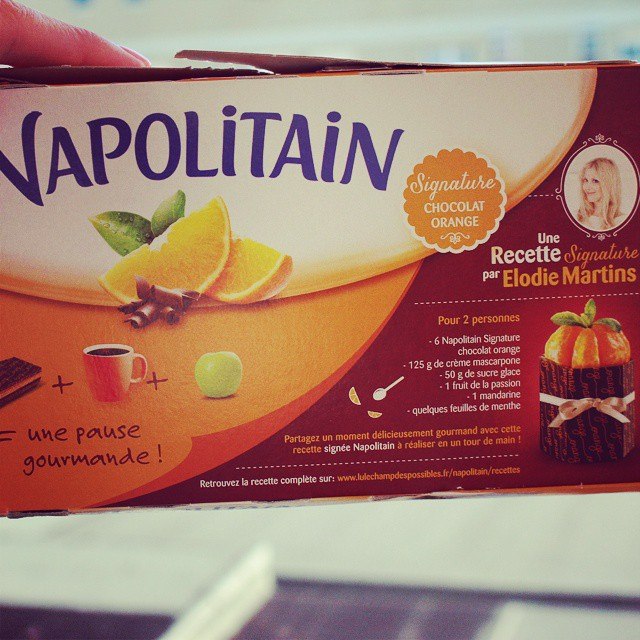 NAPOLITAIN
Signature
CHOCOLAT
ORANGE
Une
Recette Signature
par Elodie Martins
Pour 2 personnes
- 6 Napolitain Signature
chocolat orange
- 125 g de crème mascarpone
- 50 g de sucre glace
- 1 fruit de la passion
- 1 mandarine
- quelques feuilles de menthe
+ +
= une pause
gourmande !
Partagez un moment délicieusement gourmand avec cette
recette signée Napolitain à réaliser en un tour de main !
Retrouvez la recette complète sur: www.lulechampdespossibles.fr/napolitain/recettes